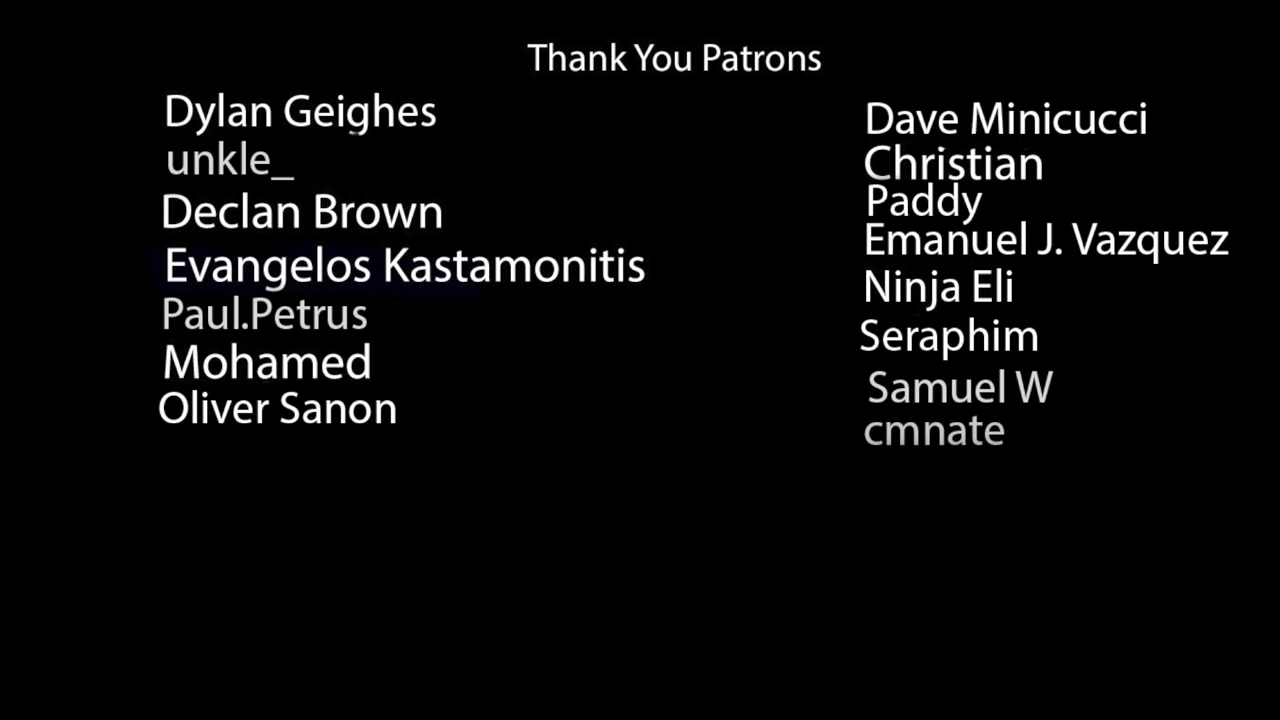 Thank You Patrons
Dylan Geighes
unkle_
Declan Brown
Evangelos Kastamonitis
Paul.Petrus
Mohamed
Oliver Sanon
Dave Minicucci
Christian
Paddy
Emanuel J. Vazquez
Ninja Eli
Seraphim
Samuel W
cmnate